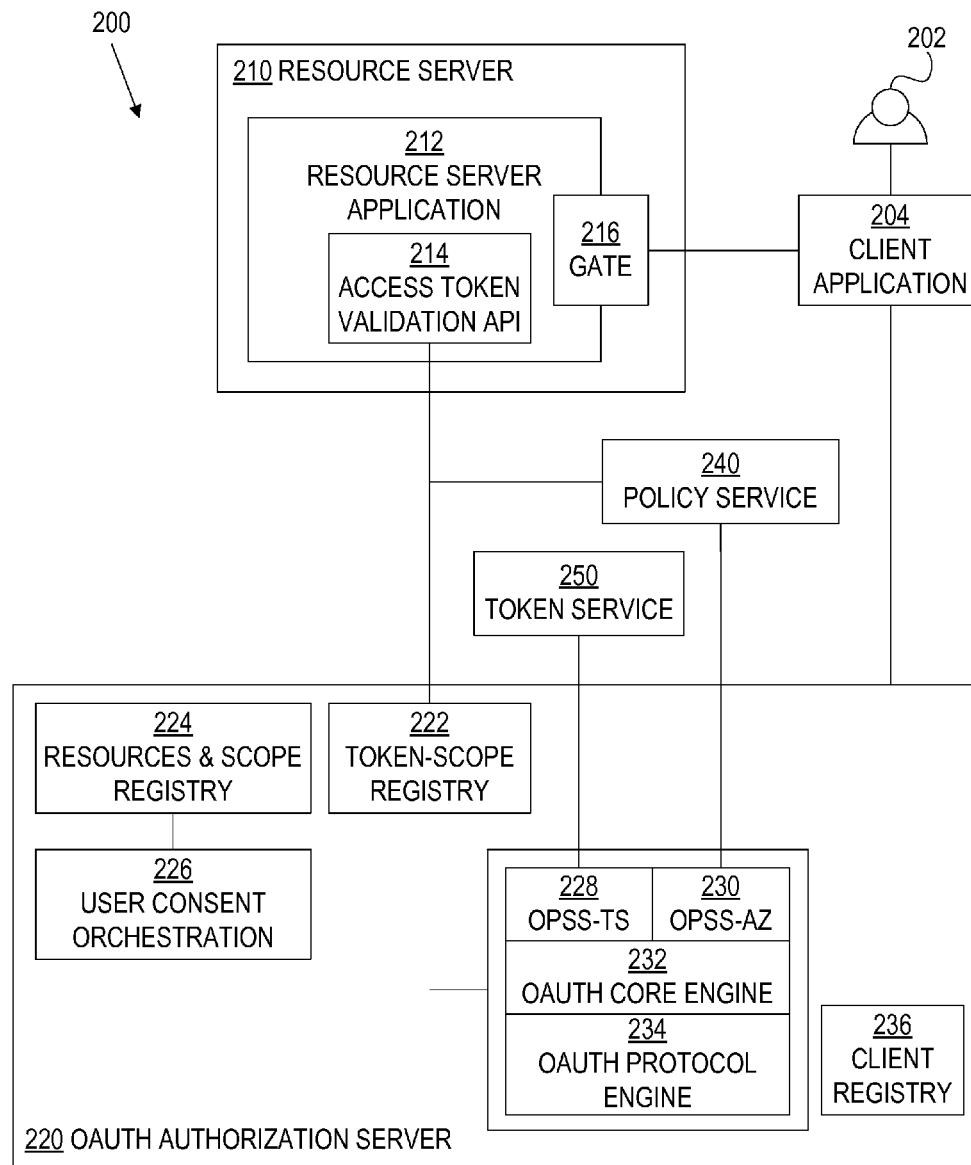 200
202
210 RESOURCE SERVER
212
RESOURCE SERVER
APPLICATION
214
ACCESS TOKEN
VALIDATION API
216
GATE
204
CLIENT
APPLICATION
240
POLICY SERVICE
250
TOKEN SERVICE
224
RESOURCES & SCOPE
REGISTRY
222
TOKEN-SCOPE
REGISTRY
226
USER CONSENT
ORCHESTRATION
228
OPSS-TS
230
OPSS-AZ
232
OAUTH CORE ENGINE
234
OAUTH PROTOCOL
ENGINE
236
CLIENT
REGISTRY
220 OAUTH AUTHORIZATION SERVER